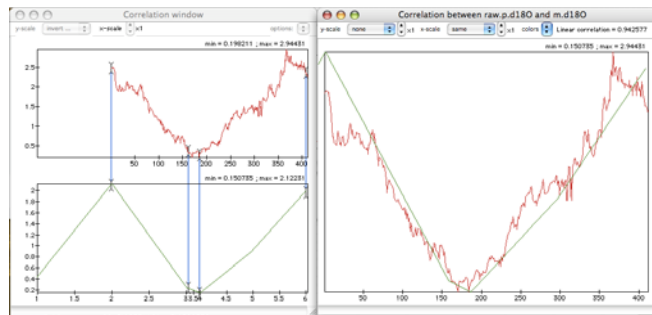 Correlation window
y-scale invert ... x-scale x1 options:
min = 0.198211 ; max = 2.94431
2.5
2
1.5
1
0.5
50 100 150 200 250 300 350 400
min = 0.150785 ; max = 2.12231
2
1.8
1.6
1.4
1.2
1
0.8
0.6
0.4
0.2
1 1.5 2 2.5 3 4.5 5 5.5 6
Correlation between raw.p.d18O and m.d18O
y-scale none x1 x-scale same x1 colors Linear correlation = 0.942577
min = 0.150785 ; max = 2.94431
50 100 150 200 250 300 350 400